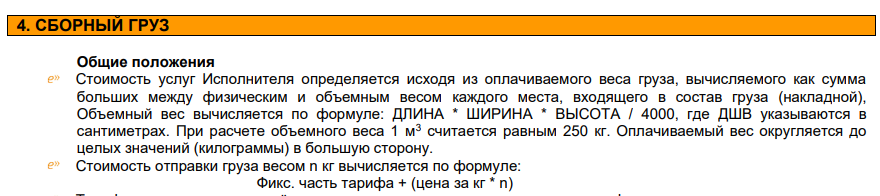 4. СБОРНЫЙ ГРУЗ
Общие положения
e» Стоимость услуг Исполнителя определяется исходя из оплачиваемого веса груза, вычисляемого как сумма
больших между физическим и объемным весом каждого места, входящего в состав груза (накладной),
Объемный вес вычисляется по формуле: ДЛИНА * ШИРИНА * ВЫСОТА / 4000, где ДШВ указываются в
сантиметрах. При расчете объемного веса 1 м³ считается равным 250 кг. Оплачиваемый вес округляется до
целых значений (килограммы) в большую сторону.
e» Стоимость отправки груза весом n кг вычисляется по формуле:
Фикс. часть тарифа + (цена за кг * n)